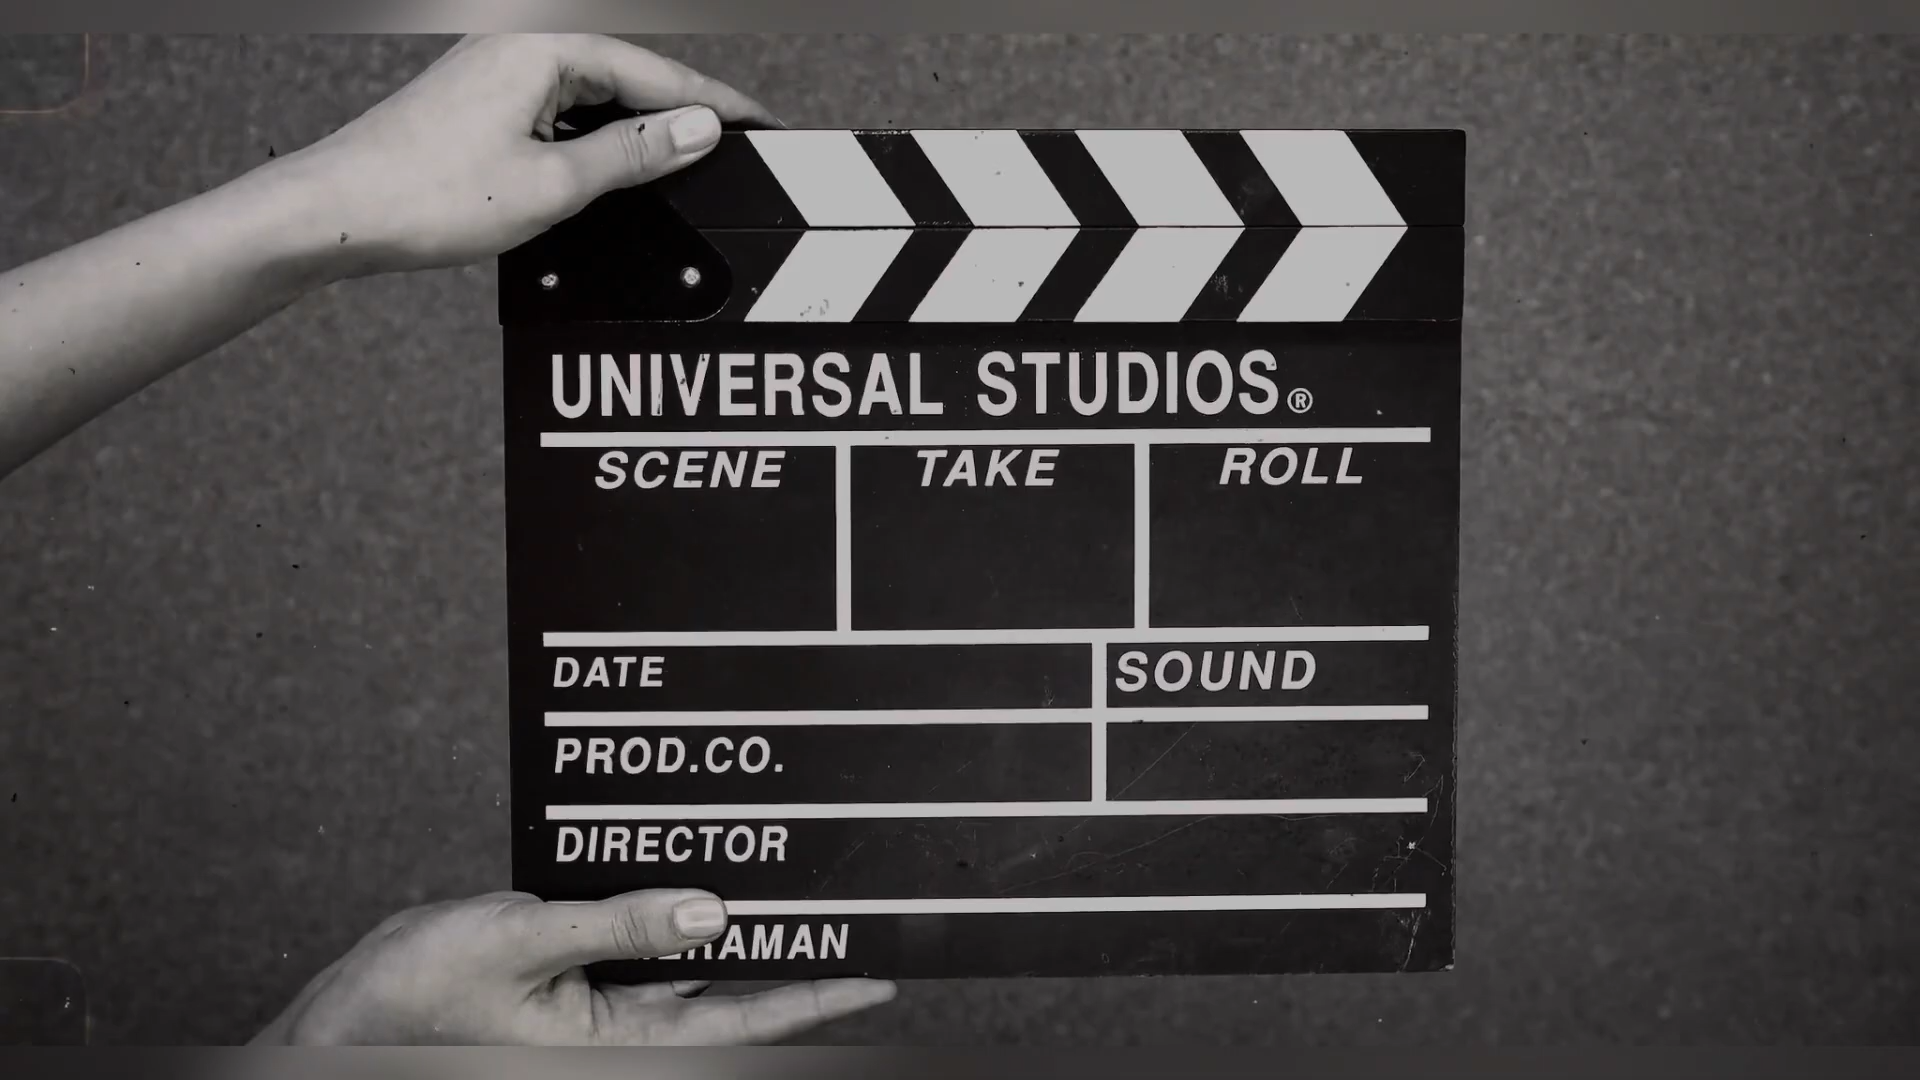 UNIVERSAL STUDIOS®
SCENE TAKE ROLL
DATE SOUND
PROD.CO.
DIRECTOR